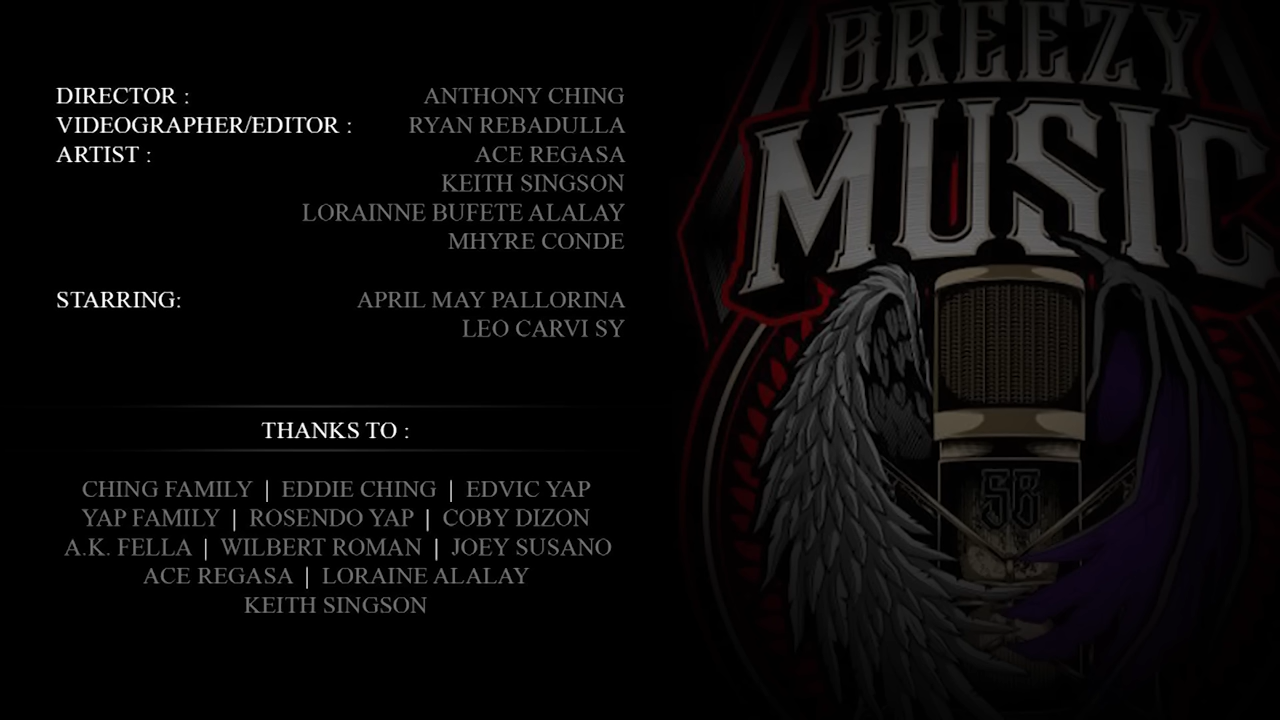 DIRECTOR : ANTHONY CHING
VIDEOGRAPHER/EDITOR : RYAN REBADULLA
ARTIST : ACE REGASA
KEITH SINGSON
LORAINNE BUFETE ALALAY
MHYRE CONDE
STARRING: APRIL MAY PALLORINA
LEO CARVI SY
THANKS TO :
CHING FAMILY | EDDIE CHING | EDVIC YAP
YAP FAMILY | ROSENDO YAP | COBY DIZON
A.K. FELLA | WILBERT ROMAN | JOEY SUSANO
ACE REGASA | LORAINE ALALAY
KEITH SINGSON
BREEZY
MUSIC
SB